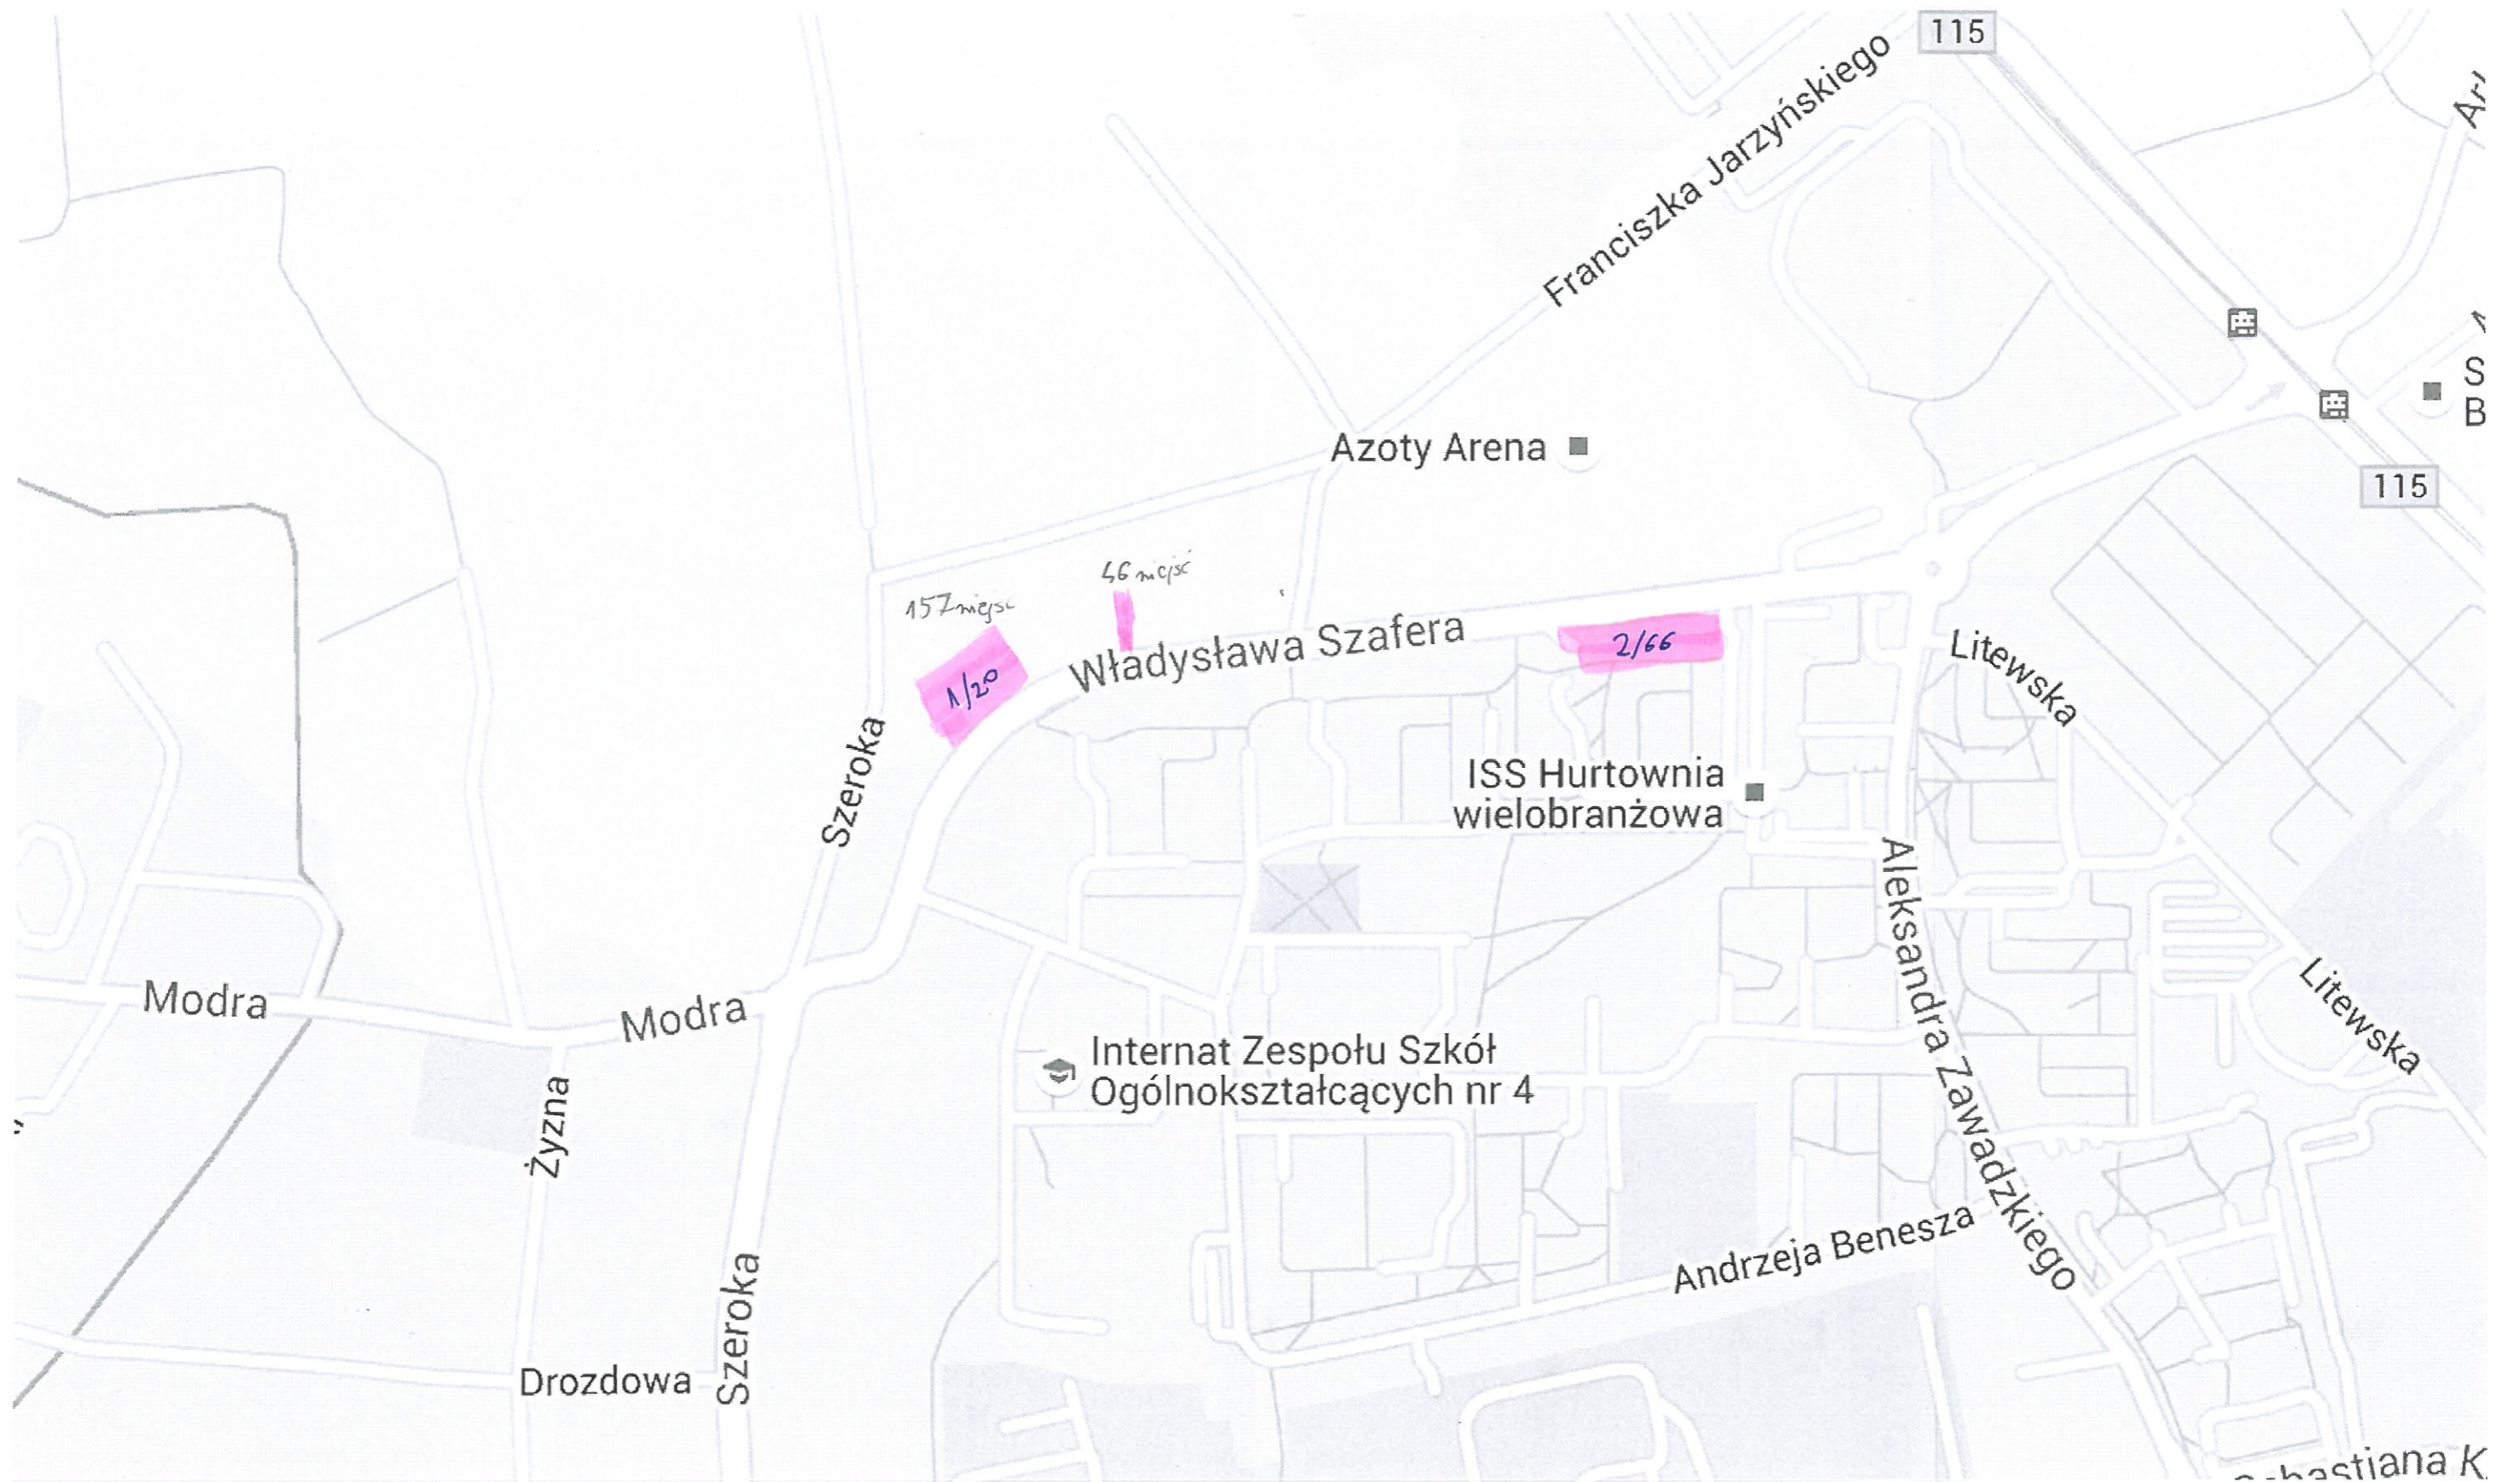 115
Franciszka Jarzyńskiego
Azoty Arena
S
B
115
46 miejsc
157 miejsc
1/20
Władysława Szafera
2/66
Litewska
Szeroka
ISS Hurtownia
wielobranżowa
Aleksandra Zawadzkiego
Modra
Modra
Litewska
Internat Zespołu Szkół
Ogólnokształcących nr 4
Żyzna
Andrzeja Benesza
Szeroka
Drozdowa